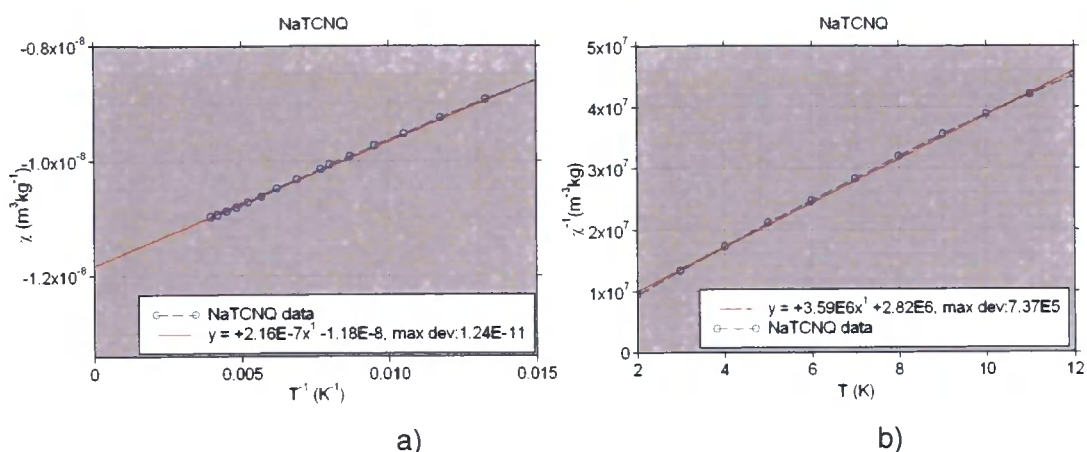 NaTCNQ
-0.8x10-8
-1.0x10-8
-1.2x10-8
χ (m3kg-1)
NaTCNQ data
y = +2.16E-7x1 -1.18E-8, max dev:1.24E-11
0 0.005 0.010 0.015
T-1 (K-1)
a)
NaTCNQ
5x107
4x107
3x107
2x107
1x107
0
χ-1(m-3kg)
y = +3.59E6x1 +2.82E6, max dev:7.37E5
NaTCNQ data
2 4 6 8 10 12
T (K)
b)